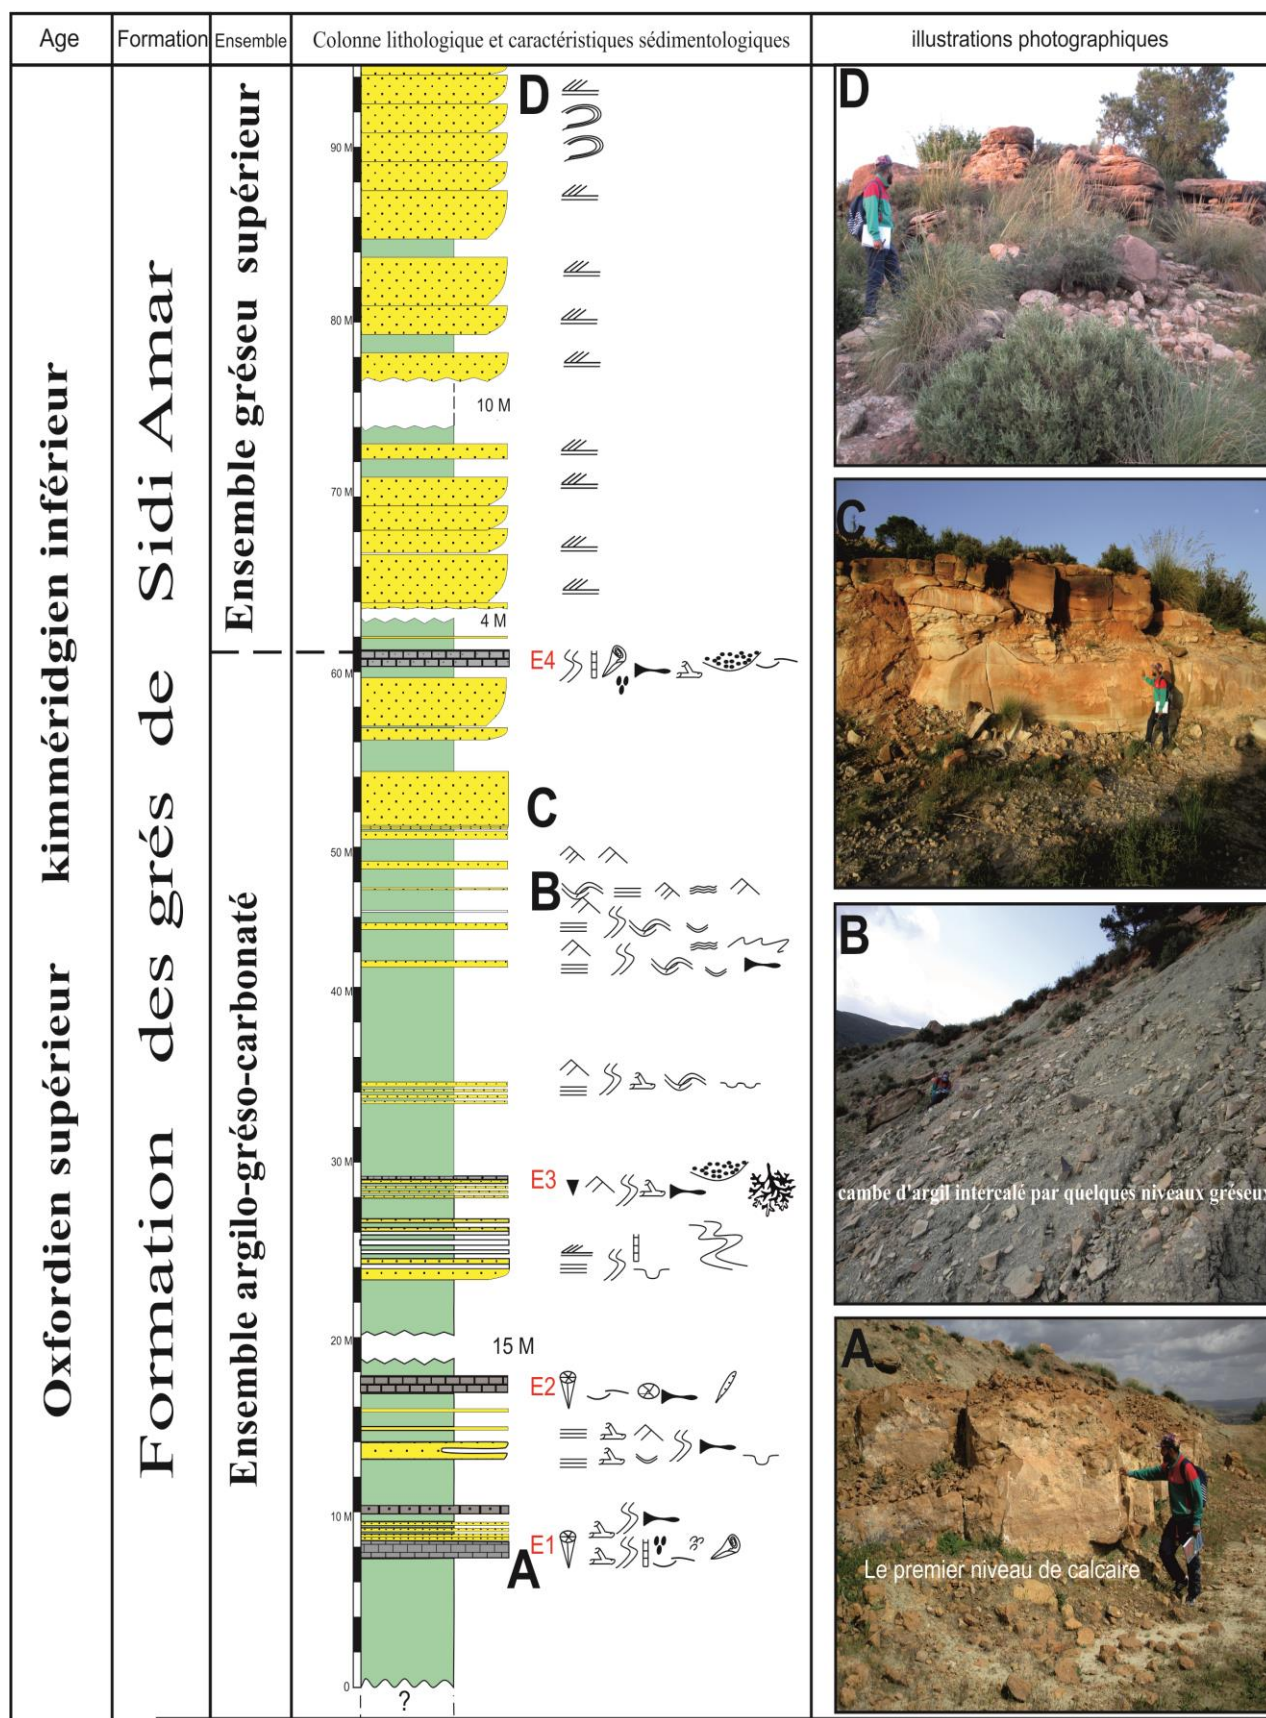 Age
Formation
Ensemble
Colonne lithologique et caractéristiques sédimentologiques
illustrations photographiques
Oxfordien supérieur kimméridgien inférieur
Formation des grés de Sidi Amar
Ensemble gréseu supérieur
Ensemble argilo-gréso-carbonaté
90 M
80 M
70 M
60 M
50 M
40 M
30 M
20 M
10 M
0
?
D
10 M
4 M
E4
C
B
E3
15 M
E2
E1
A
D
C
B
cambe d'argil intercalé par quelques niveaux gréseux
A
Le premier niveau de calcaire